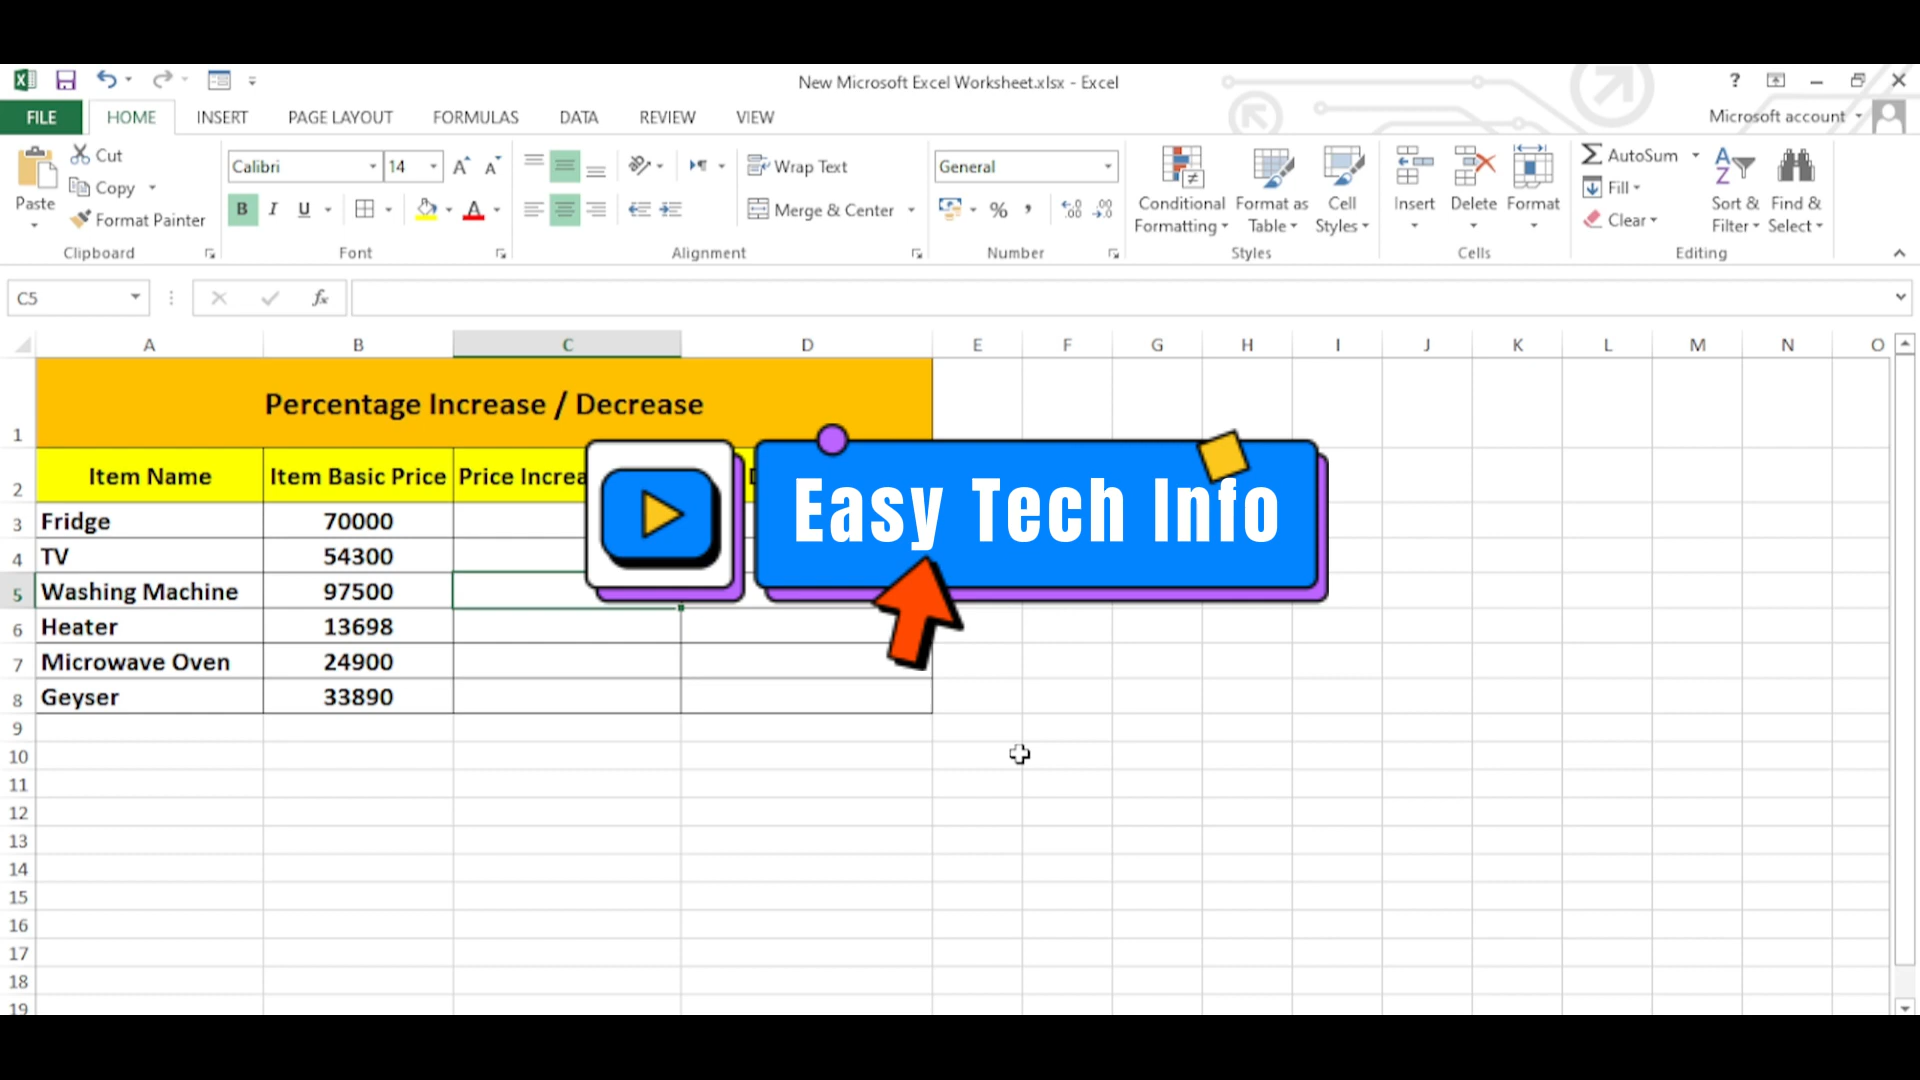 New Microsoft Excel Worksheet.xlsx - Excel
?
FILE HOME INSERT PAGE LAYOUT FORMULAS DATA REVIEW VIEW Microsoft account
Paste
Cut
Copy
Format Painter
Clipboard
Calibri 14
B I U
Font
Wrap Text
Merge & Center
Alignment
General
%
Number
Conditional Formatting
Format as Table
Cell Styles
Styles
Insert Delete Format
Cells
AutoSum
Fill
Clear
Sort & Filter
Find & Select
Editing
C5 fx
A B C D E F G H I J K L M N O
1 Percentage Increase / Decrease
2 Item Name Item Basic Price Price
3 Fridge 70000
4 TV 54300
5 Washing Machine 97500
6 Heater 13698
7 Microwave Oven 24900
8 Geyser 33890
9
10
11
12
13
14
15
16
17
18
19
Easy Tech Info